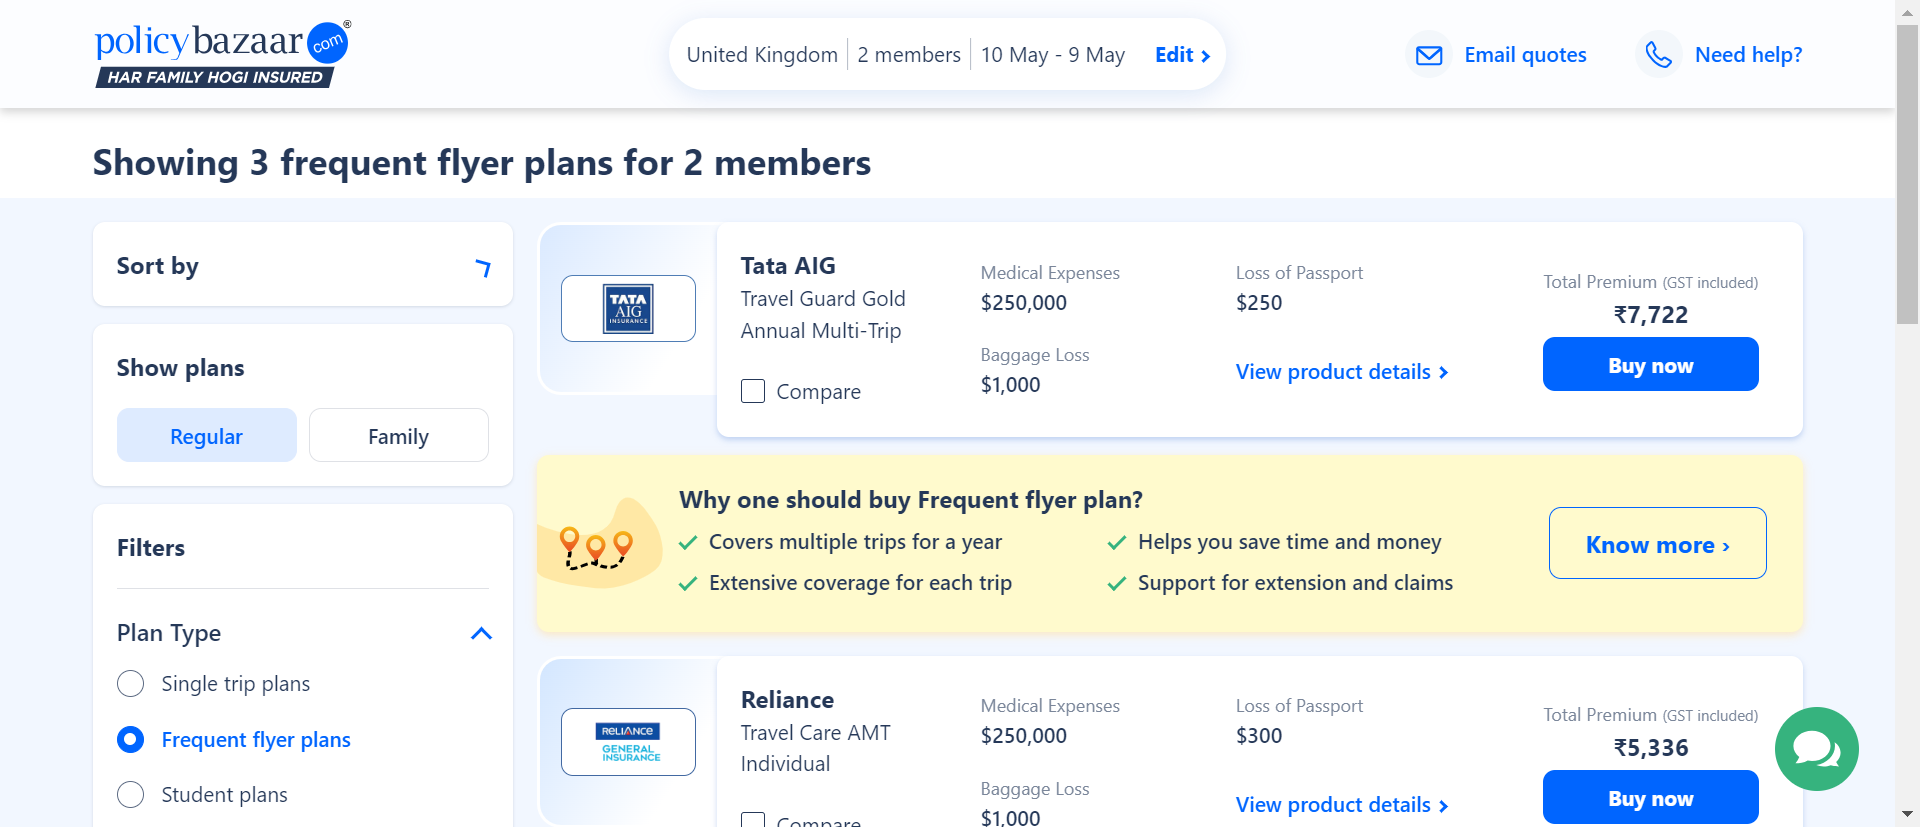 policybazaar.com®
HAR FAMILY HOGI INSURED
United Kingdom
2 members
10 May - 9 May
Edit
Email quotes
Need help?
Showing 3 frequent flyer plans for 2 members
Sort by
Show plans
Regular
Family
Filters
Plan Type
Single trip plans
Frequent flyer plans
Student plans
TATA
AIG
INSURANCE
Tata AIG
Travel Guard Gold
Annual Multi-Trip
Compare
Medical Expenses
$250,000
Baggage Loss
$1,000
Loss of Passport
$250
View product details
Total Premium (GST included)
₹7,722
Buy now
Why one should buy Frequent flyer plan?
Covers multiple trips for a year
Helps you save time and money
Extensive coverage for each trip
Support for extension and claims
Know more ›
RELIANCE
GENERAL
INSURANCE
Reliance
Travel Care AMT
Individual
Compare
Medical Expenses
$250,000
Baggage Loss
$1,000
Loss of Passport
$300
View product details
Total Premium (GST included)
₹5,336
Buy now